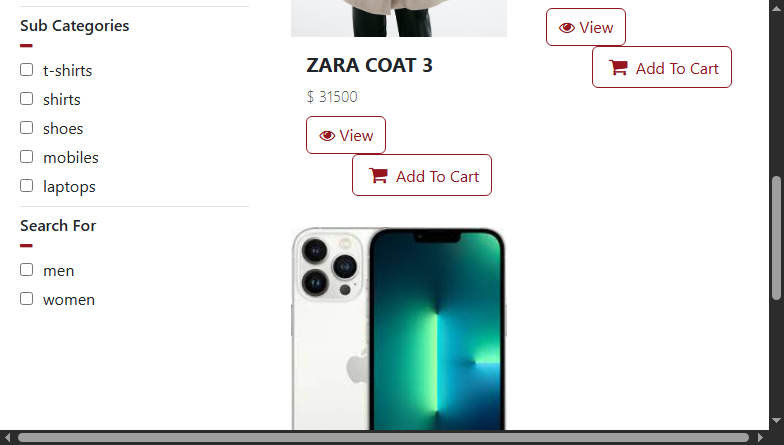 Sub Categories
t-shirts
shirts
shoes
mobiles
laptops
Search For
men
women
ZARA COAT 3
$ 31500
View
Add To Cart
View
Add To Cart